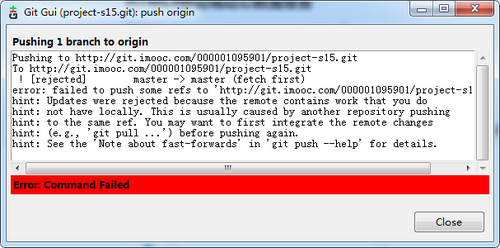 Git Gui (project-s15.git): push origin
Pushing 1 branch to origin
Pushing to http://git.imooc.com/000001095901/project-s15.git
To http://git.imooc.com/000001095901/project-s15.git
! [rejected] master -> master (fetch first)
error: failed to push some refs to 'http://git.imooc.com/000001095901/project-s1
hint: Updates were rejected because the remote contains work that you do
hint: not have locally. This is usually caused by another repository pushing
hint: to the same ref. You may want to first integrate the remote changes
hint: (e.g., 'git pull ...') before pushing again.
hint: See the 'Note about fast-forwards' in 'git push --help' for details.
Error: Command Failed
Close